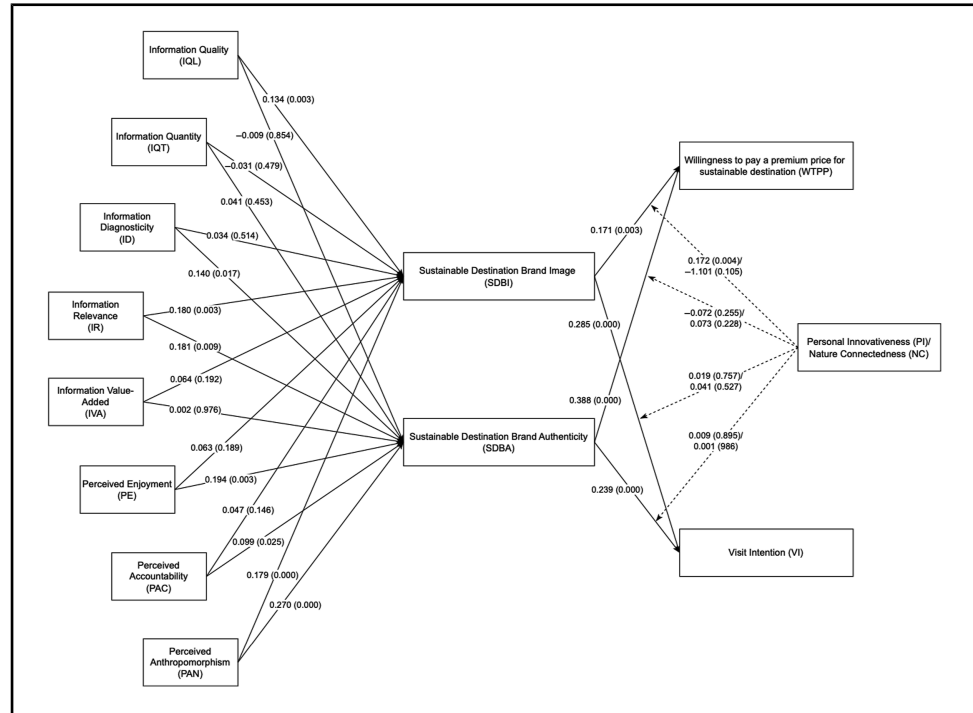 Information Quality
(IQL)
0.134 (0.003)
–0.009 (0.854)
Information Quantity
(IQT)
–0.031 (0.479)
0.041 (0.453)
Information
Diagnosticity
(ID)
0.034 (0.514)
0.140 (0.017)
Information
Relevance
(IR)
0.180 (0.003)
0.181 (0.009)
Information Value-
Added
(IVA)
0.064 (0.192)
0.002 (0.976)
Perceived Enjoyment
(PE)
0.063 (0.189)
0.194 (0.003)
Perceived
Accountability
(PAC)
0.047 (0.146)
0.099 (0.025)
Perceived
Anthropomorphism
(PAN)
0.179 (0.000)
0.270 (0.000)
Sustainable Destination Brand Image
(SDBI)
Sustainable Destination Brand Authenticity
(SDBA)
0.171 (0.003)
0.285 (0.000)
0.388 (0.000)
0.239 (0.000)
Willingness to pay a premium price for
sustainable destination (WTPP)
0.172 (0.004)/
–1.101 (0.105)
–0.072 (0.255)/
0.073 (0.228)
0.019 (0.757)/
0.041 (0.527)
0.009 (0.895)/
0.001 (986)
Personal Innovativeness (PI)/
Nature Connectedness (NC)
Visit Intention (VI)